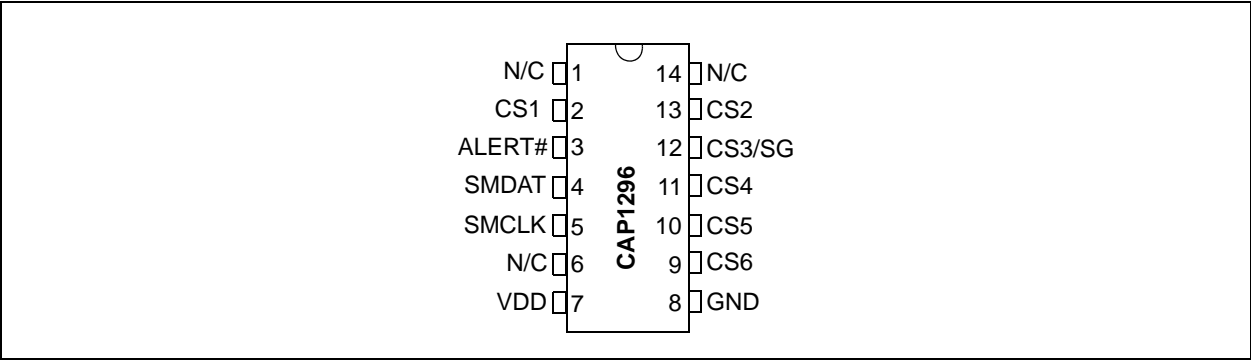 N/C 1 14 N/C
CS1 2 13 CS2
ALERT# 3 12 CS3/SG
SMDAT 4 11 CS4
SMCLK 5 10 CS5
N/C 6 9 CS6
VDD 7 8 GND
CAP1296